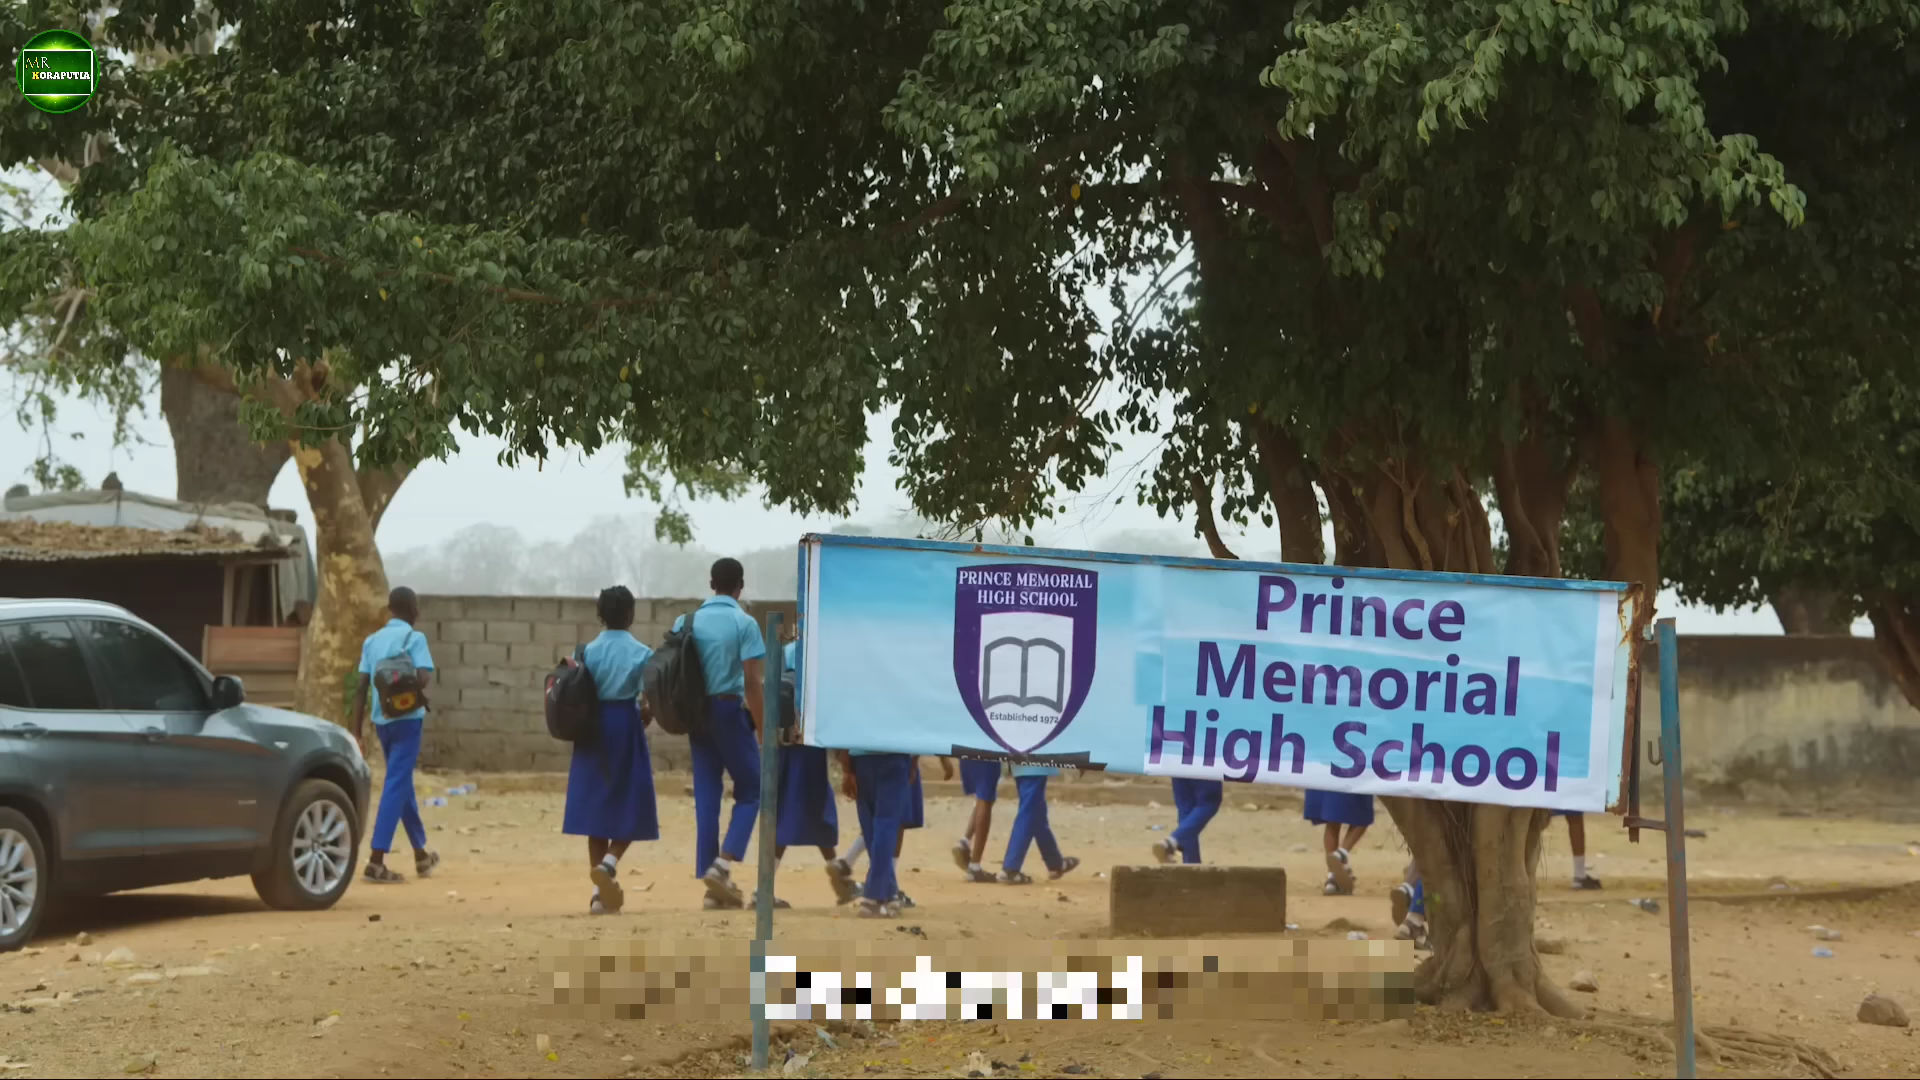 MR
KORAPUTIA
PRINCE MEMORIAL
HIGH SCHOOL
Established 1972
Prince
Memorial
High School